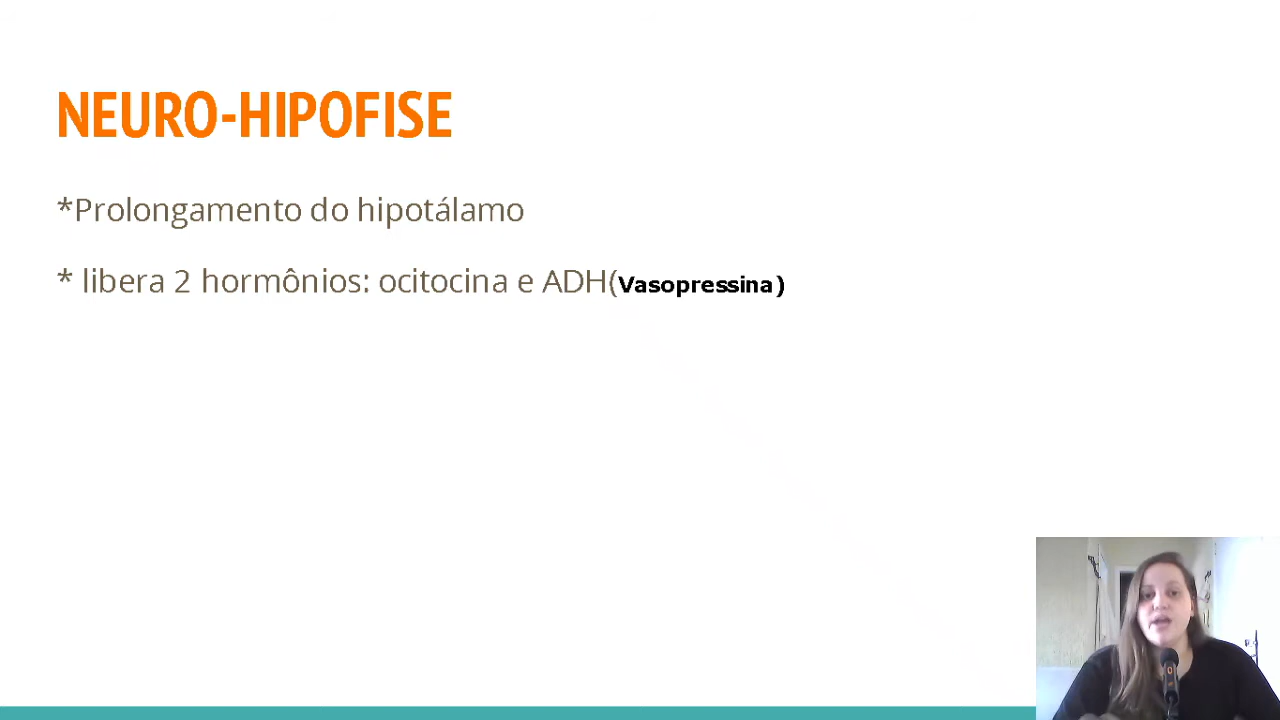 NEURO-HIPOFISE
*Prolongamento do hipotálamo
* libera 2 hormônios: ocitocina e ADH(Vasopressina)